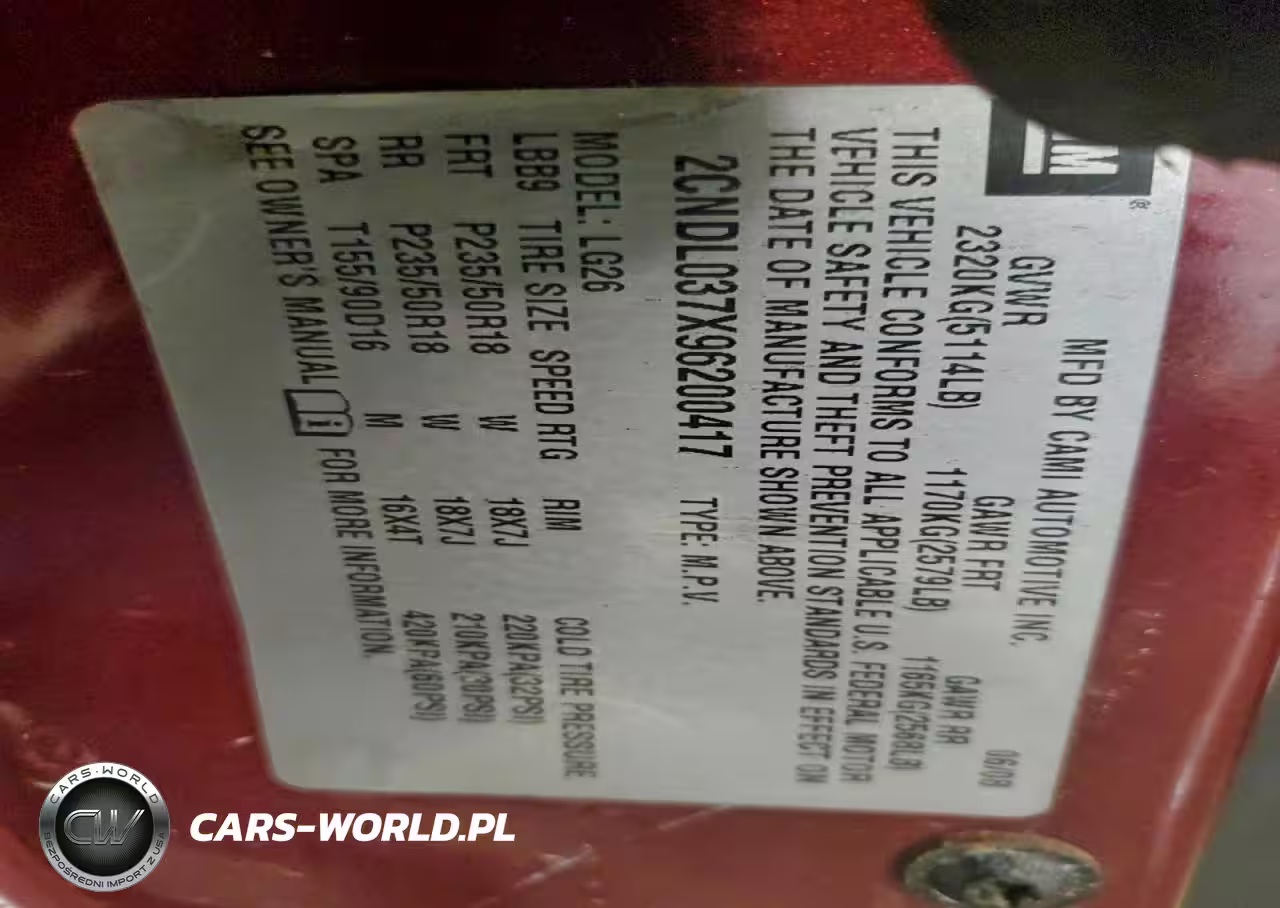 GM®
MFD BY CAMI AUTOMOTIVE INC. 06/08
GVWR GAWR FRT GAWR RR
2320KG(5114LB) 1170KG(2579LB) 1165KG(2568LB)
THIS VEHICLE CONFORMS TO ALL APPLICABLE U.S. FEDERAL MOTOR
VEHICLE SAFETY AND THEFT PREVENTION STANDARDS IN EFFECT ON
THE DATE OF MANUFACTURE SHOWN ABOVE.
2CNDL037X96200417 TYPE: M.P.V.
MODEL: LG26
LBB9 TIRE SIZE SPEED RTG RIM COLD TIRE PRESSURE
FRT P235/50R18 W 18X7J 220KPA(32PSI)
RR P235/50R18 W 18X7J 210KPA(30PSI)
SPA T155/90D16 M 16X4T 420KPA(60PSI)
SEE OWNER'S MANUAL FOR MORE INFORMATION.
CARS-WORLD
CW
BEZPOŚREDNI IMPORT Z USA
CARS-WORLD.PL